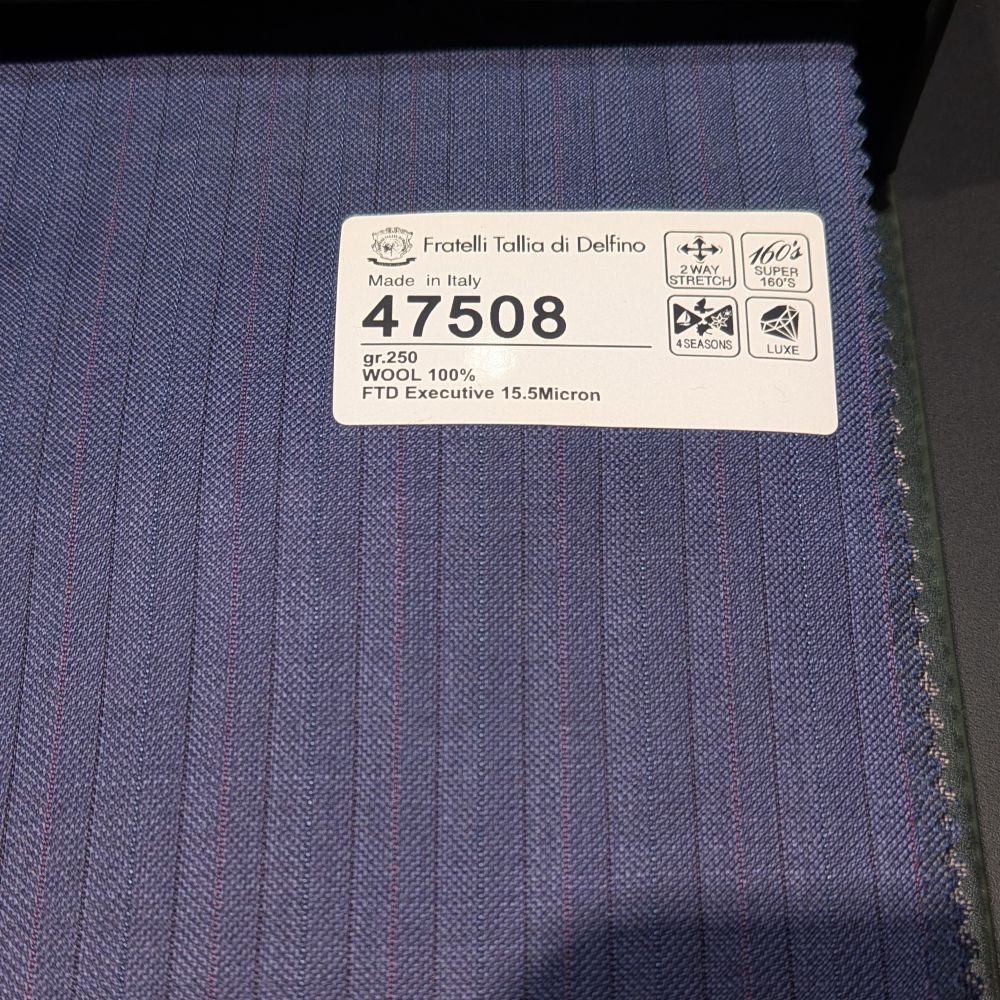 Fratelli Tallia di Delfino
Made in Italy
47508
gr.250
WOOL 100%
FTD Executive 15.5Micron
2 WAY
STRETCH
160's
SUPER
160'S
4 SEASONS
LUXE